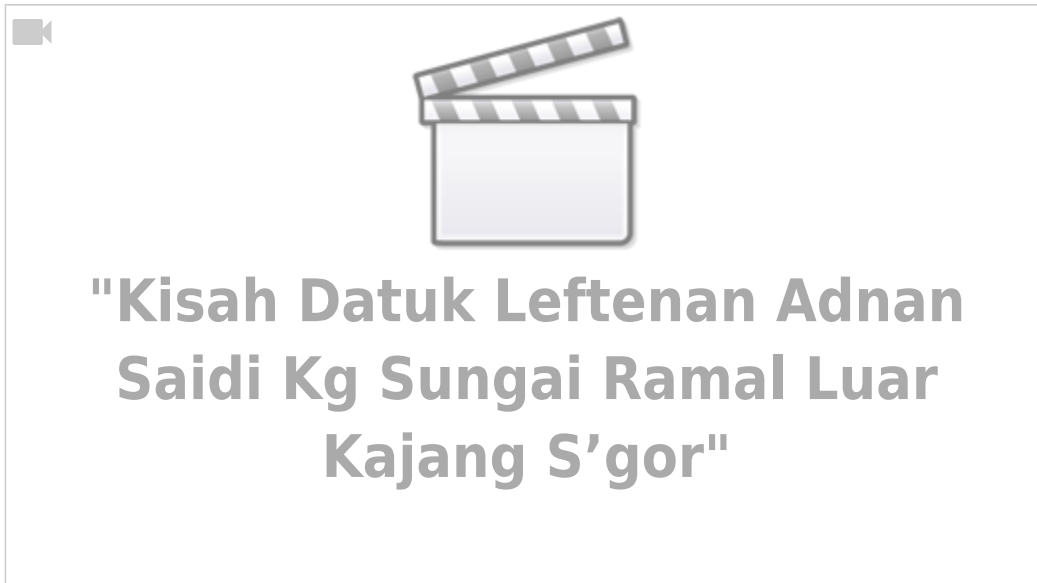 "Kisah Datuk Leftenan Adnan
Saidi Kg Sungai Ramal Luar
Kajang S’gor"